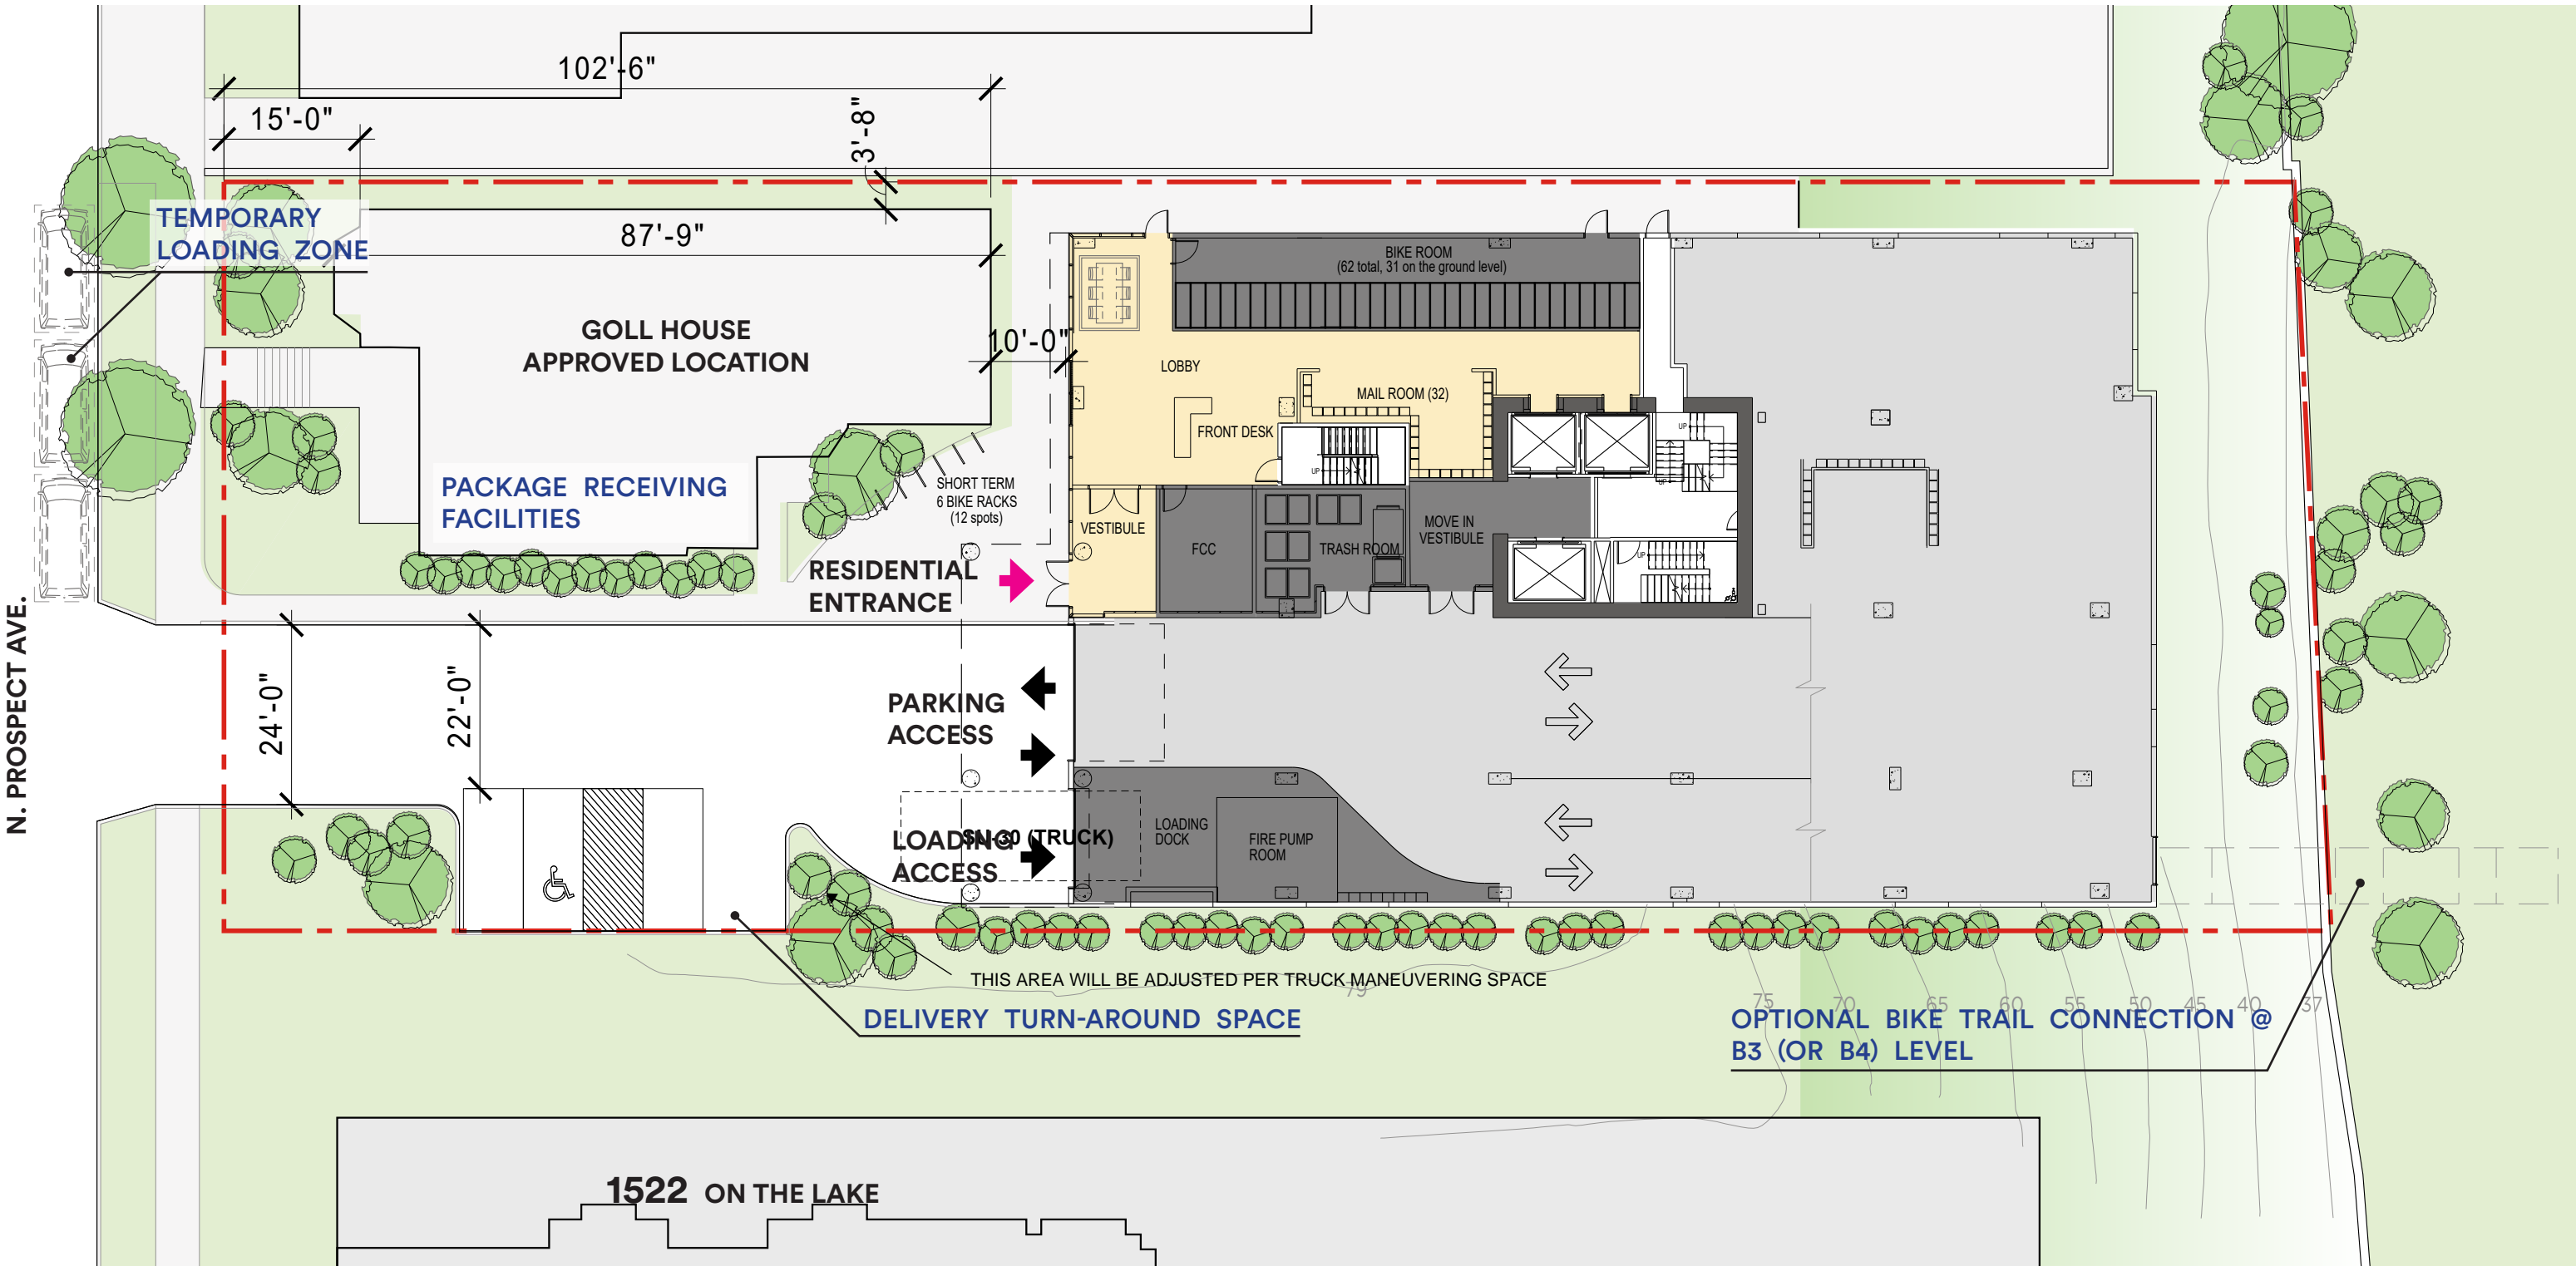 102'-6"
15'-0"
3'-8"
TEMPORARY
LOADING ZONE
87'-9"
BIKE ROOM
(62 total, 31 on the ground level)
GOLL HOUSE
APPROVED LOCATION
10'-0"
LOBBY
MAIL ROOM (32)
FRONT DESK
UP
UP
UP
PACKAGE RECEIVING
FACILITIES
SHORT TERM
6 BIKE RACKS
(12 spots)
VESTIBULE
FCC
TRASH ROOM
MOVE IN
VESTIBULE
UP
RESIDENTIAL
ENTRANCE
N. PROSPECT AVE.
24'-0"
22'-0"
PARKING
ACCESS
LOADING
ACCESS
SU-30 (TRUCK)
LOADING
DOCK
FIRE PUMP
ROOM
THIS AREA WILL BE ADJUSTED PER TRUCK MANEUVERING SPACE
79
75
70
65
60
55
50
45
40
37
DELIVERY TURN-AROUND SPACE
OPTIONAL BIKE TRAIL CONNECTION @
B3 (OR B4) LEVEL
1522 ON THE LAKE